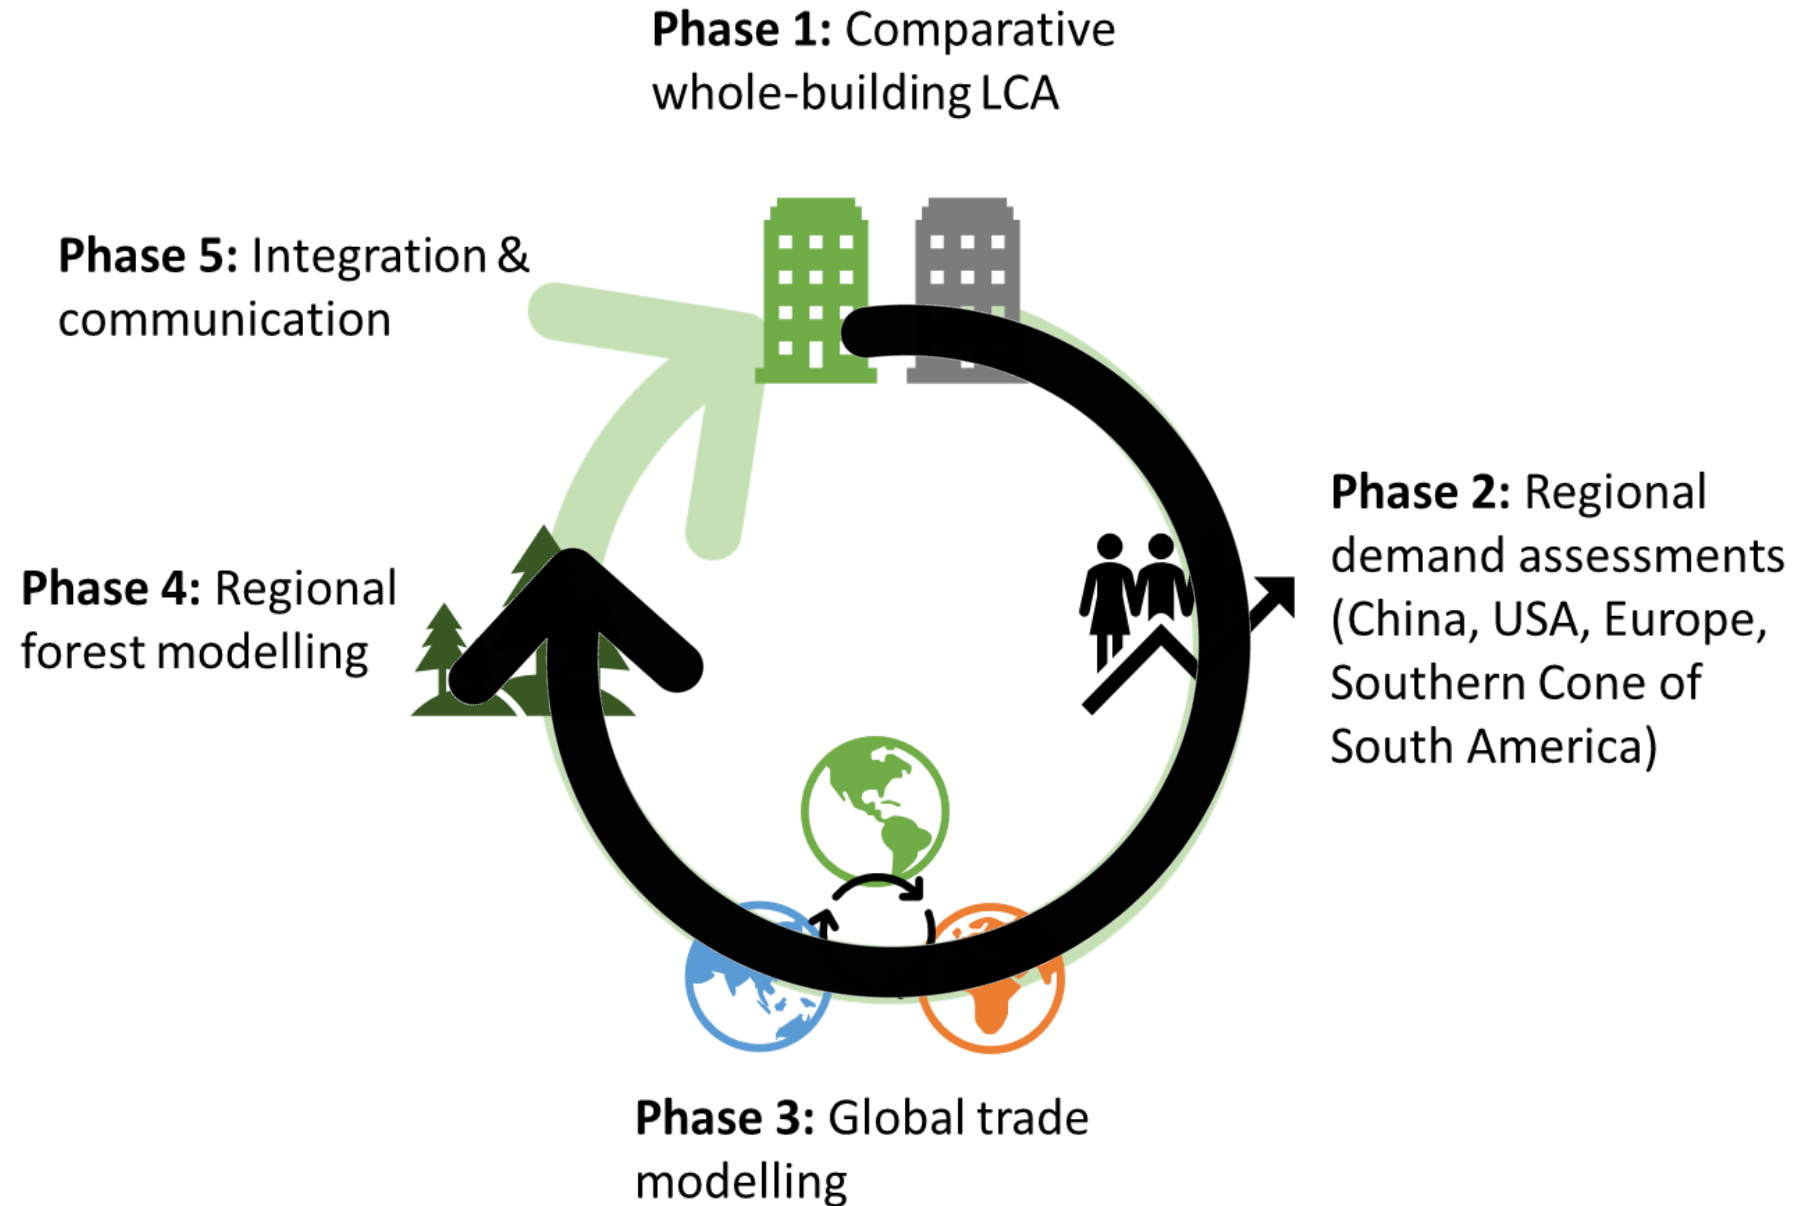 Phase 1: Comparative
whole-building LCA
Phase 2: Regional
demand assessments
(China, USA, Europe,
Southern Cone of
South America)
Phase 3: Global trade
modelling
Phase 4: Regional
forest modelling
Phase 5: Integration &
communication